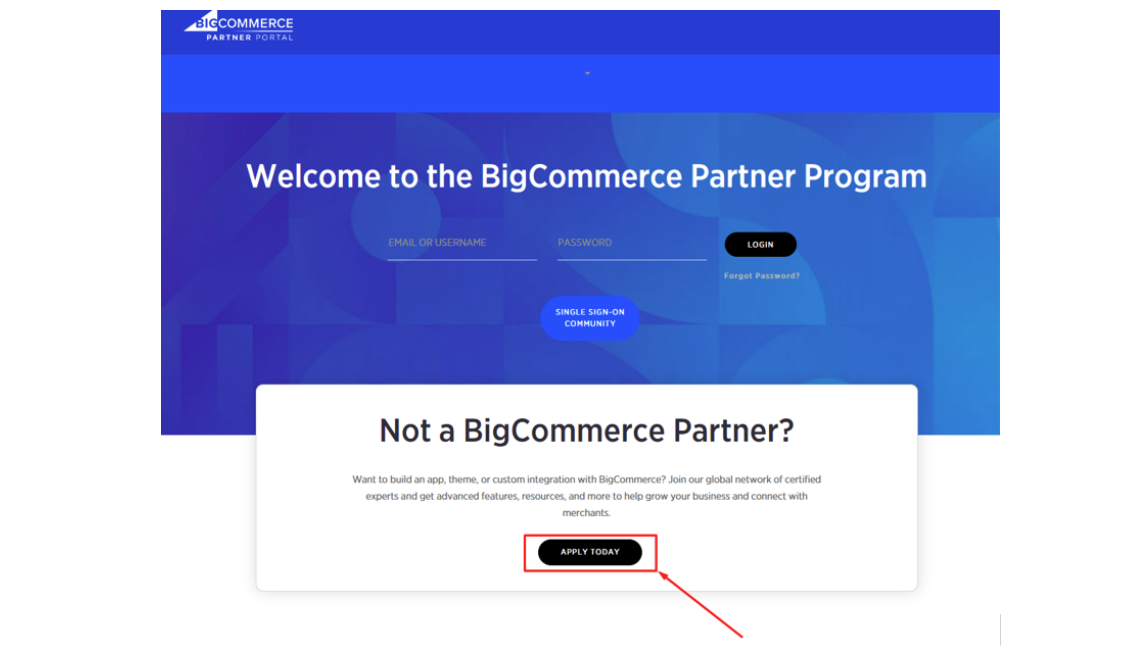 BIGCOMMERCE
PARTNER PORTAL
Welcome to the BigCommerce Partner Program
EMAIL OR USERNAME
PASSWORD
LOGIN
Forgot Password?
SINGLE SIGN-ON
COMMUNITY
Not a BigCommerce Partner?
Want to build an app, theme, or custom integration with BigCommerce? Join our global network of certified
experts and get advanced features, resources, and more to help grow your business and connect with
merchants.
APPLY TODAY